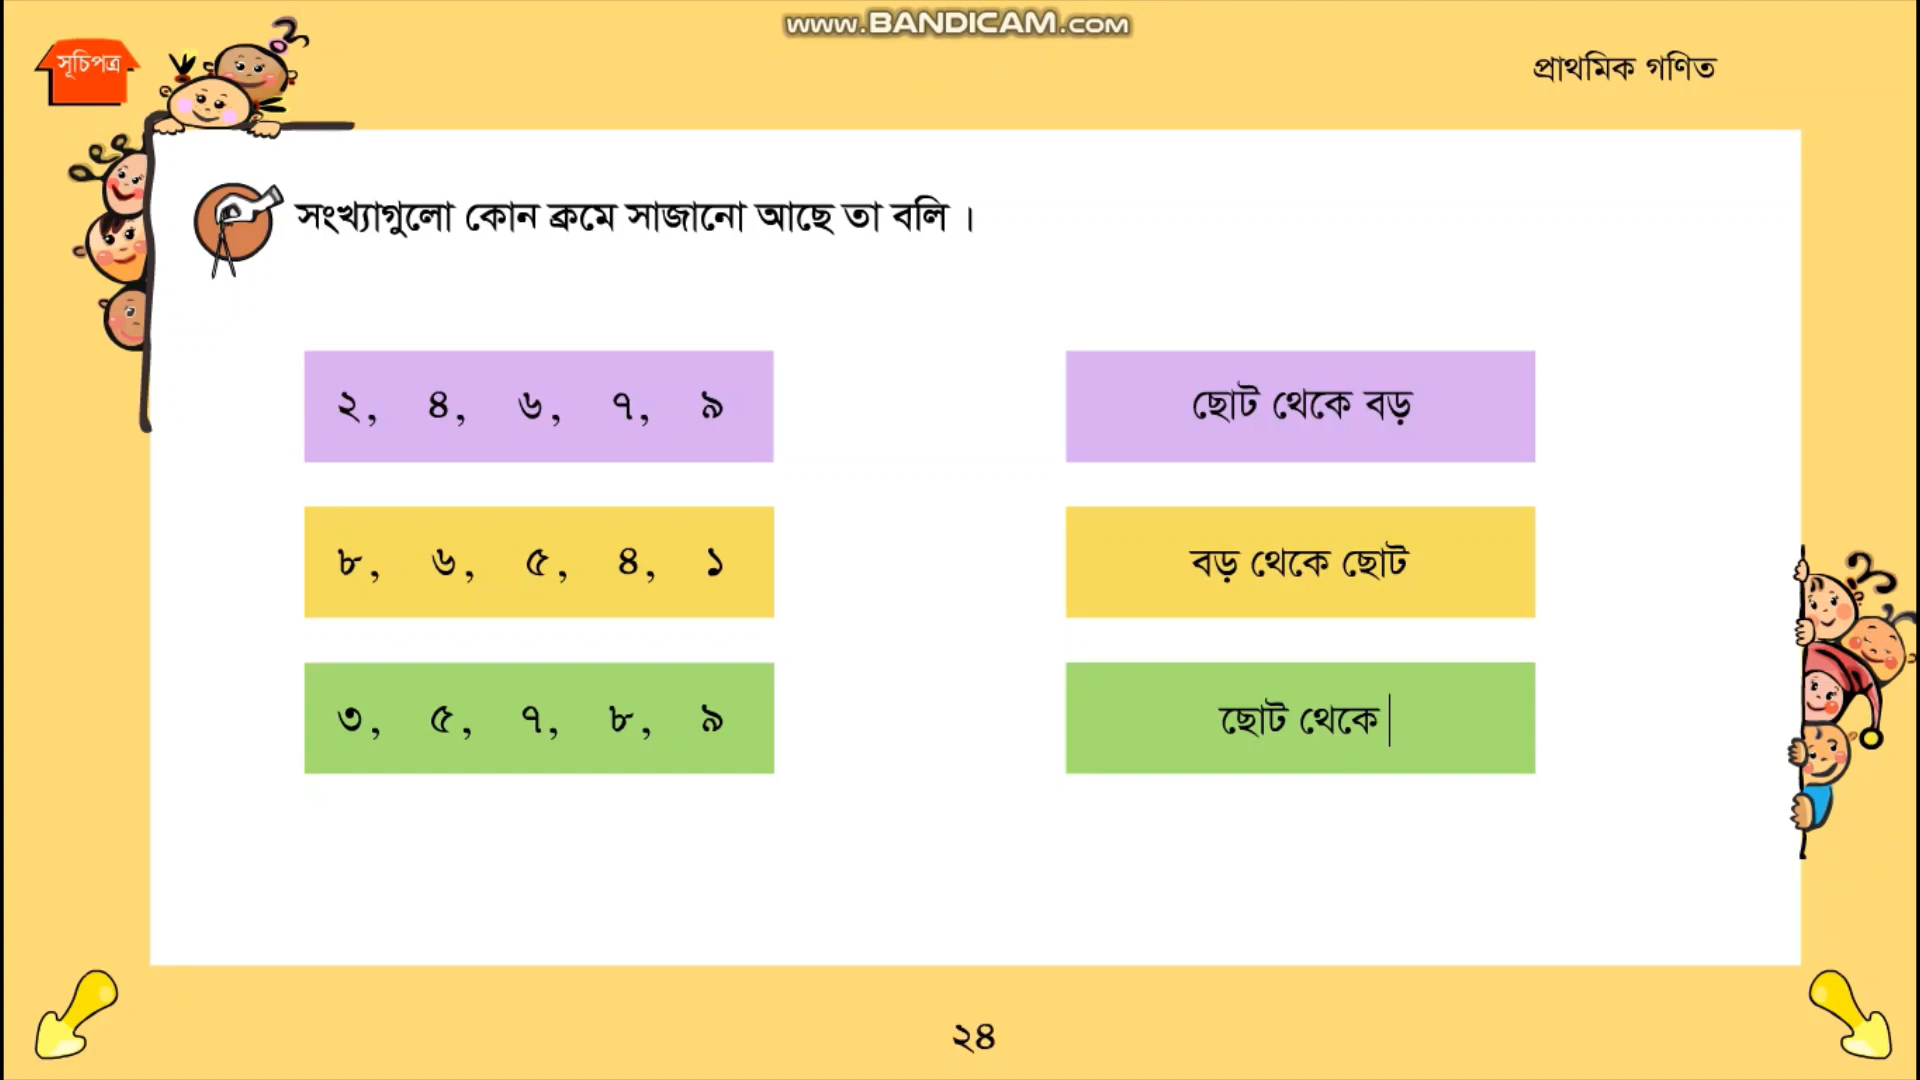 www.BANDICAM.com
সূচিপত্র
প্রাথমিক গণিত
সংখ্যাগুলো কোন ক্রমে সাজানো আছে তা বলি ।
২, ৪, ৬, ৭, ৯
ছোট থেকে বড়
৮, ৬, ৫, ৪, ১
বড় থেকে ছোট
৩, ৫, ৭, ৮, ৯
ছোট থেকে
২৪